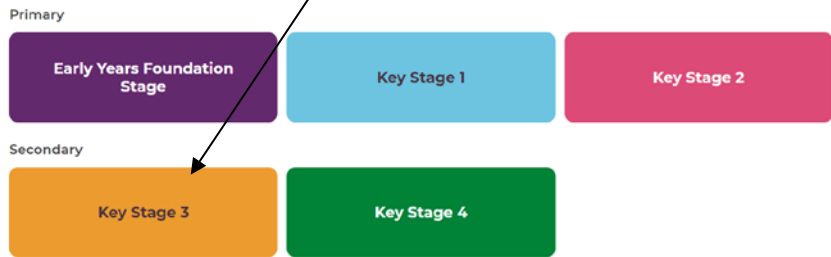 Primary
Early Years Foundation
Stage
Key Stage 1
Key Stage 2
Secondary
Key Stage 3
Key Stage 4